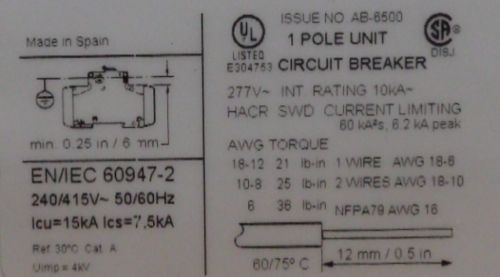 Made in Spain
min. 0.25 in / 6 mm
EN/IEC 60947-2
240/415V~ 50/60Hz
Icu=15kA Ics=7,5kA
Ref. 30°C Cat. A
Uimp = 4kV
UL
LISTED
E304753
ISSUE NO. AB-6500
1 POLE UNIT
CIRCUIT BREAKER
SA
DISJ.
277V~ INT. RATING 10kA~
HACR SWD CURRENT LIMITING
60 kA²s, 6.2 kA peak
AWG TORQUE
18-12 21 lb-in 1 WIRE AWG 18-6
10-8 25 lb-in 2 WIRES AWG 18-10
6 36 lb-in NFPA79 AWG 16
60/75° C 12 mm / 0.5 in